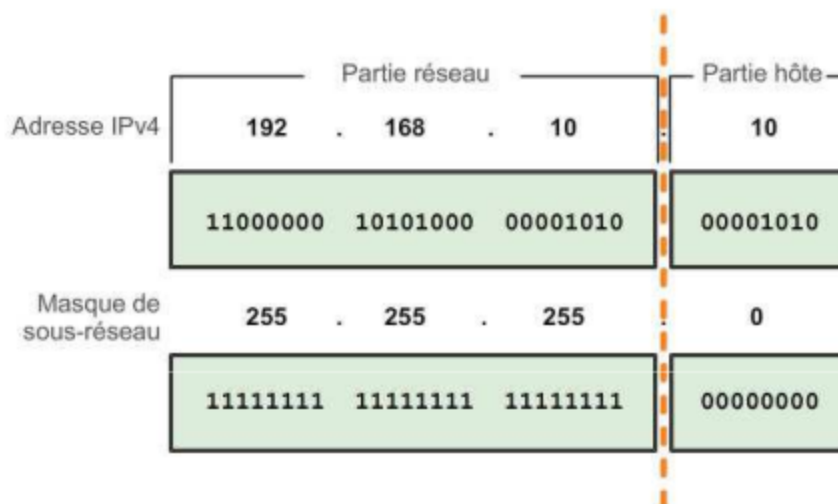 Partie réseau Partie hôte
Adresse IPv4 192 . 168 . 10 . 10
11000000 10101000 00001010 00001010
Masque de
sous-réseau 255 . 255 . 255 . 0
11111111 11111111 11111111 00000000